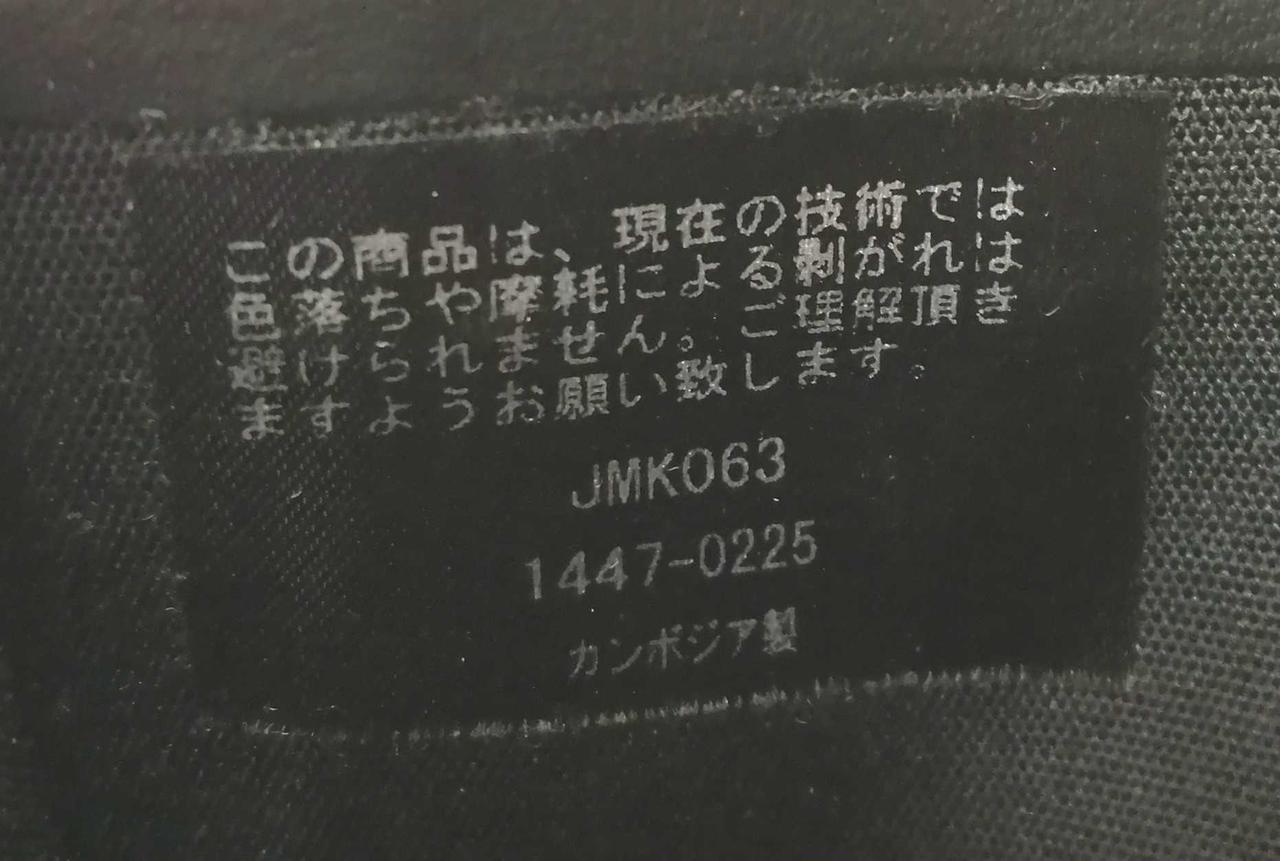 この商品は、現在の技術では
色落ちや摩耗による剥がれは
避けられません。ご理解頂き
ますようお願い致します。
JMK063
1447-0225
カンボジア製